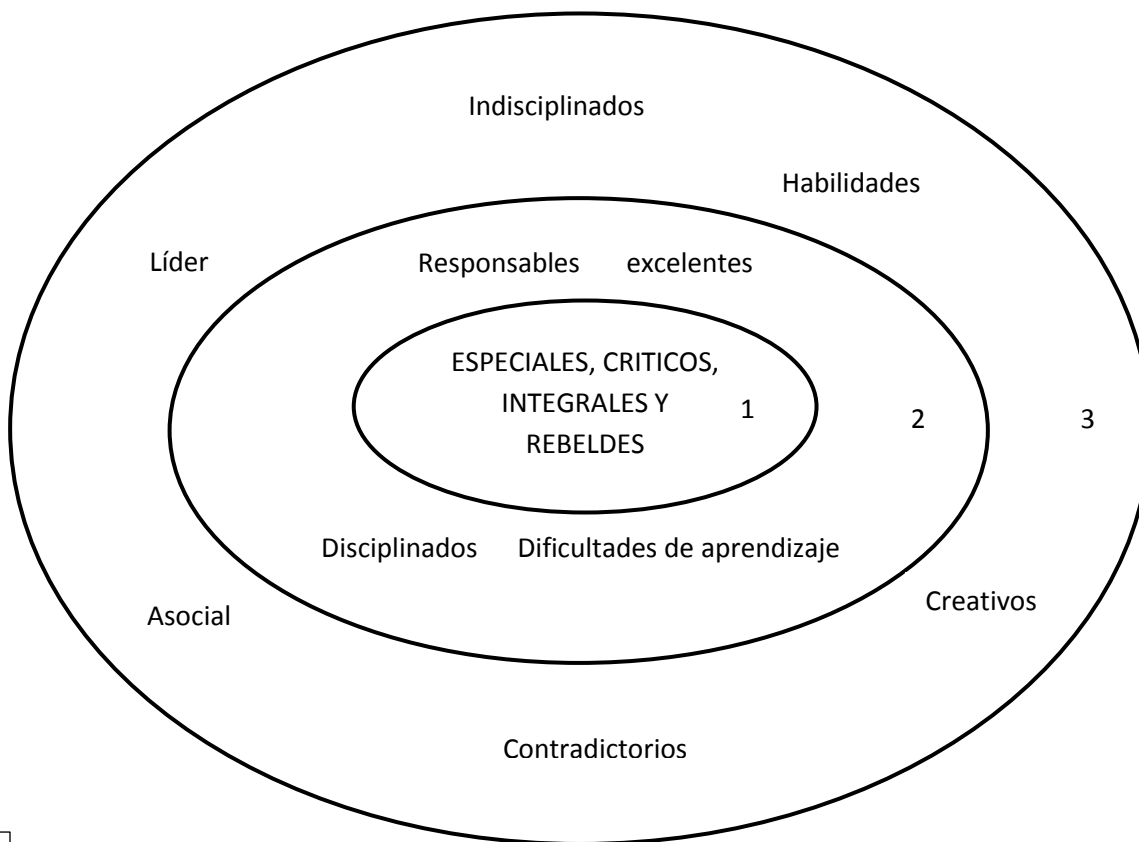 Indisciplinados
Habilidades
Líder
Responsables excelentes
ESPECIALES, CRITICOS,
INTEGRALES Y
REBELDES
1
2
3
Disciplinados Dificultades de aprendizaje
Creativos
Asocial
Contradictorios